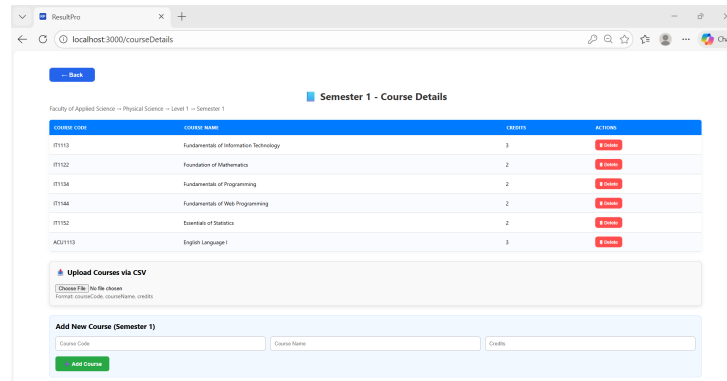 RP ResultPro
localhost:3000/courseDetails
← Back
Semester 1 - Course Details
Faculty of Applied Science → Physical Science → Level 1 → Semester 1
COURSE CODE COURSE NAME CREDITS ACTIONS
IT1113 Fundamentals of Information Technology 3 Delete
IT1122 Foundation of Mathematics 2 Delete
IT1134 Fundamentals of Programming 2 Delete
IT1144 Fundamentals of Web Programming 2 Delete
IT1152 Essentials of Statistics 2 Delete
ACU1113 English Language I 3 Delete
Upload Courses via CSV
Choose File No file chosen
Format: courseCode, courseName, credits
Add New Course (Semester 1)
Course Code Course Name Credits
Add Course